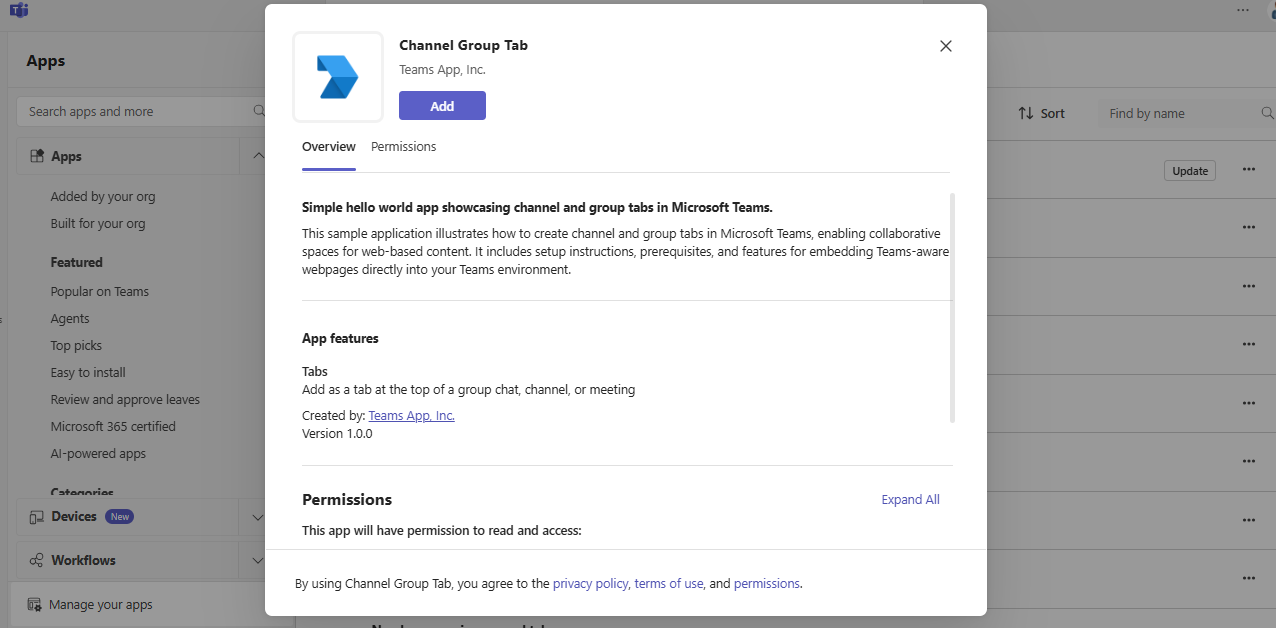 Apps
Search apps and more
Apps
Added by your org
Built for your org
Featured
Popular on Teams
Agents
Top picks
Easy to install
Review and approve leaves
Microsoft 365 certified
AI-powered apps
Categories
Devices New
Workflows
Manage your apps
Channel Group Tab
Teams App, Inc.
Add
Overview Permissions
Simple hello world app showcasing channel and group tabs in Microsoft Teams.
This sample application illustrates how to create channel and group tabs in Microsoft Teams, enabling collaborative
spaces for web-based content. It includes setup instructions, prerequisites, and features for embedding Teams-aware
webpages directly into your Teams environment.
App features
Tabs
Add as a tab at the top of a group chat, channel, or meeting
Created by: Teams App, Inc.
Version 1.0.0
Permissions Expand All
This app will have permission to read and access:
By using Channel Group Tab, you agree to the privacy policy, terms of use, and permissions.
Sort Find by name
Update